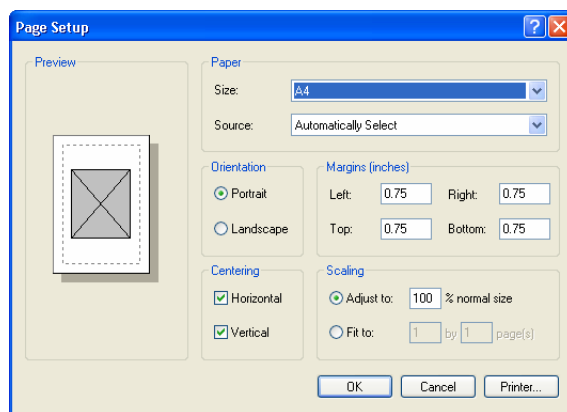 Page Setup
Preview
Paper
Size: A4
Source: Automatically Select
Orientation
Portrait
Landscape
Margins (inches)
Left: 0.75 Right: 0.75
Top: 0.75 Bottom: 0.75
Centering
Horizontal
Vertical
Scaling
Adjust to: 100 % normal size
Fit to: 1 by 1 page(s)
OK Cancel Printer...